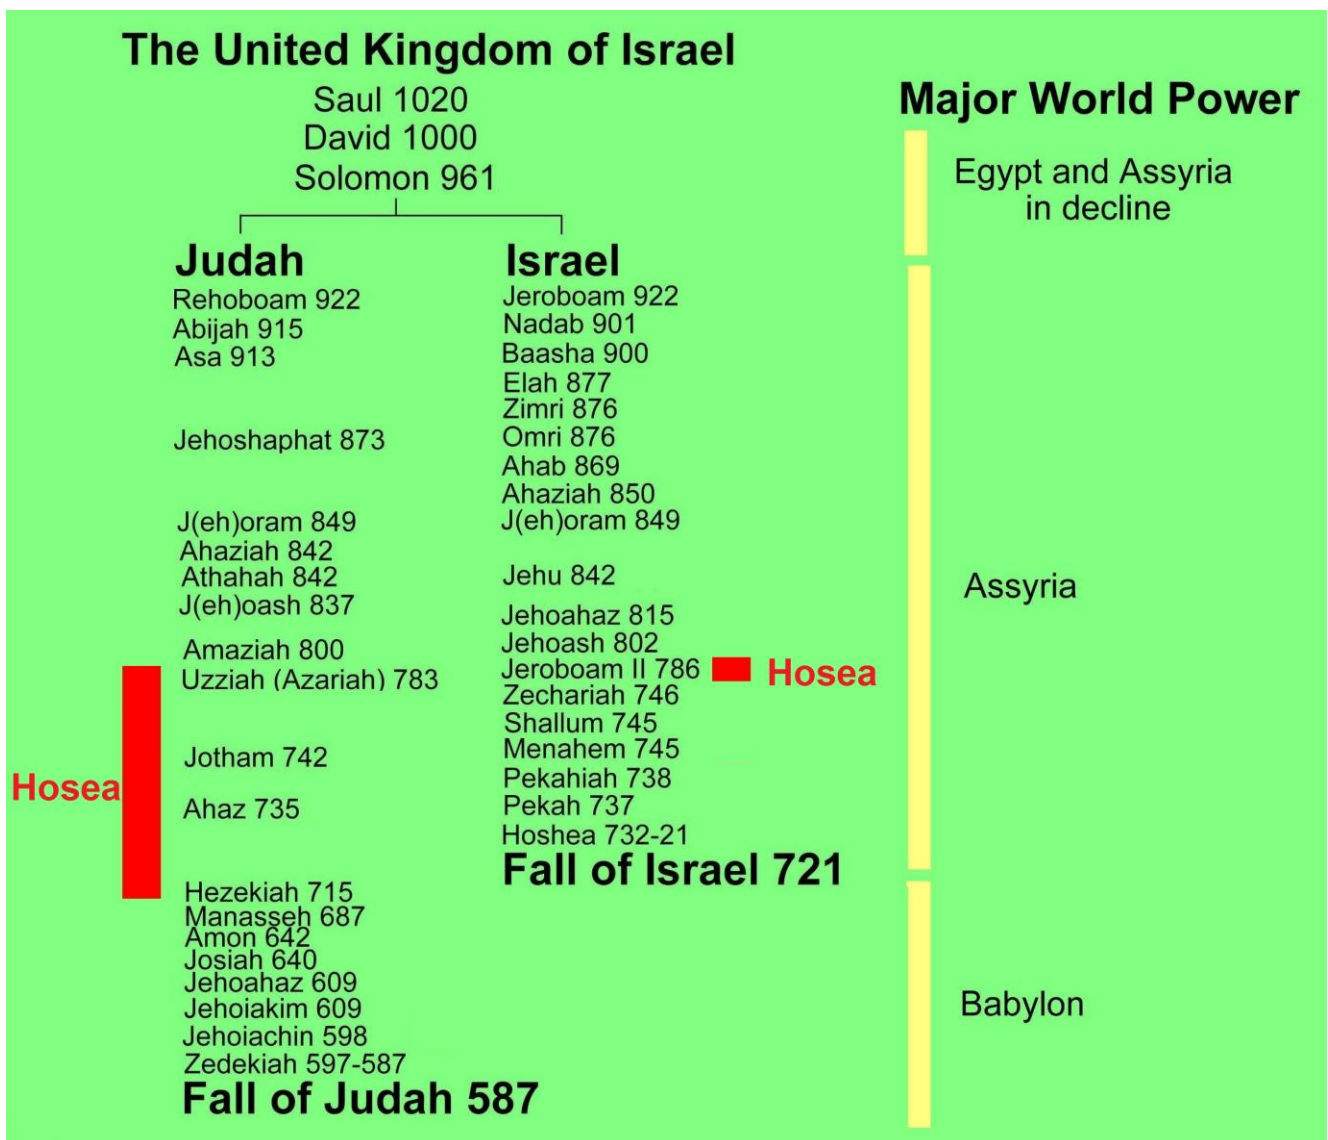 The United Kingdom of Israel
Saul 1020
David 1000
Solomon 961
Judah
Rehoboam 922
Abijah 915
Asa 913
Jehoshaphat 873
J(eh)oram 849
Ahaziah 842
Athahah 842
J(eh)oash 837
Amaziah 800
Uzziah (Azariah) 783
Jotham 742
Ahaz 735
Hezekiah 715
Manasseh 687
Amon 642
Josiah 640
Jehoahaz 609
Jehoiakim 609
Jehoiachin 598
Zedekiah 597-587
Fall of Judah 587
Hosea
Israel
Jeroboam 922
Nadab 901
Baasha 900
Elah 877
Zimri 876
Omri 876
Ahab 869
Ahaziah 850
J(eh)oram 849
Jehu 842
Jehoahaz 815
Jehoash 802
Jeroboam II 786
Zechariah 746
Shallum 745
Menahem 745
Pekahiah 738
Pekah 737
Hoshea 732-21
Fall of Israel 721
Hosea
Major World Power
Egypt and Assyria
in decline
Assyria
Babylon